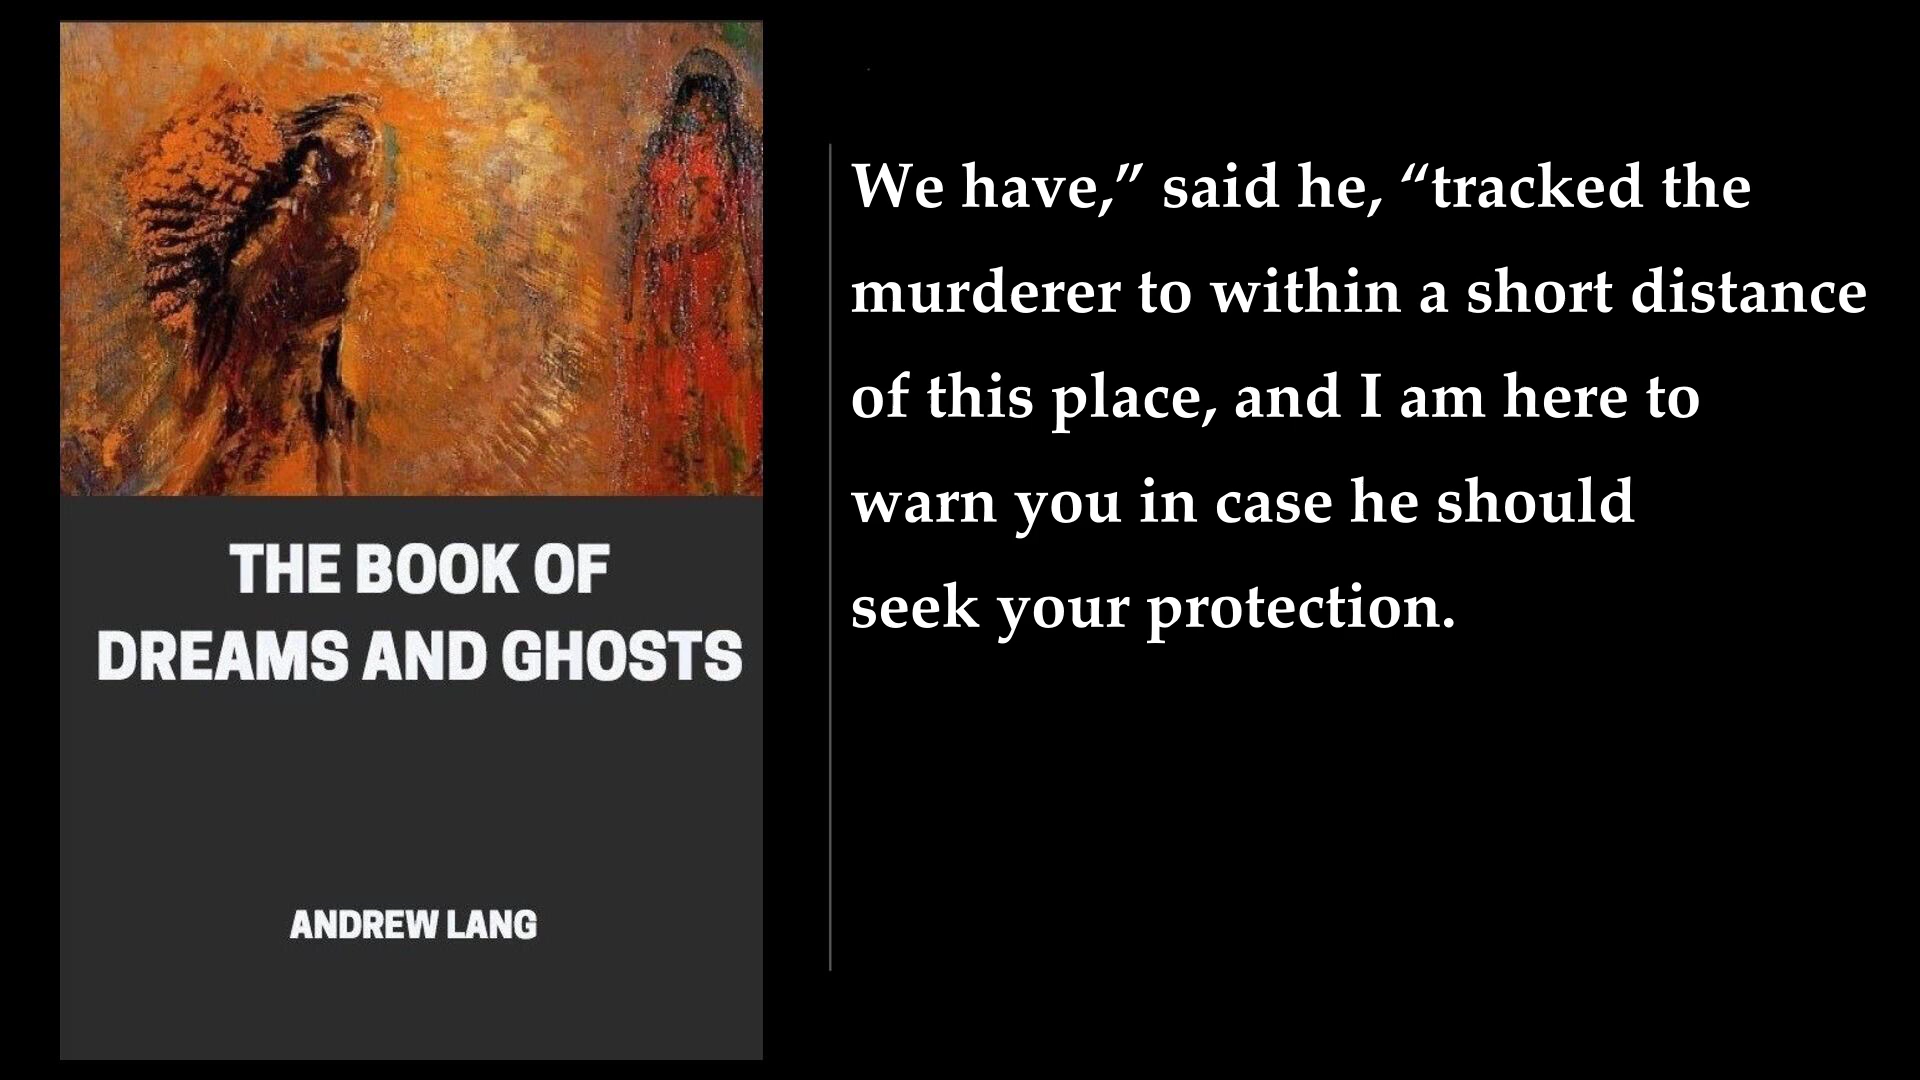 THE BOOK OF
DREAMS AND GHOSTS
ANDREW LANG
We have,” said he, “tracked the
murderer to within a short distance
of this place, and I am here to
warn you in case he should
seek your protection.